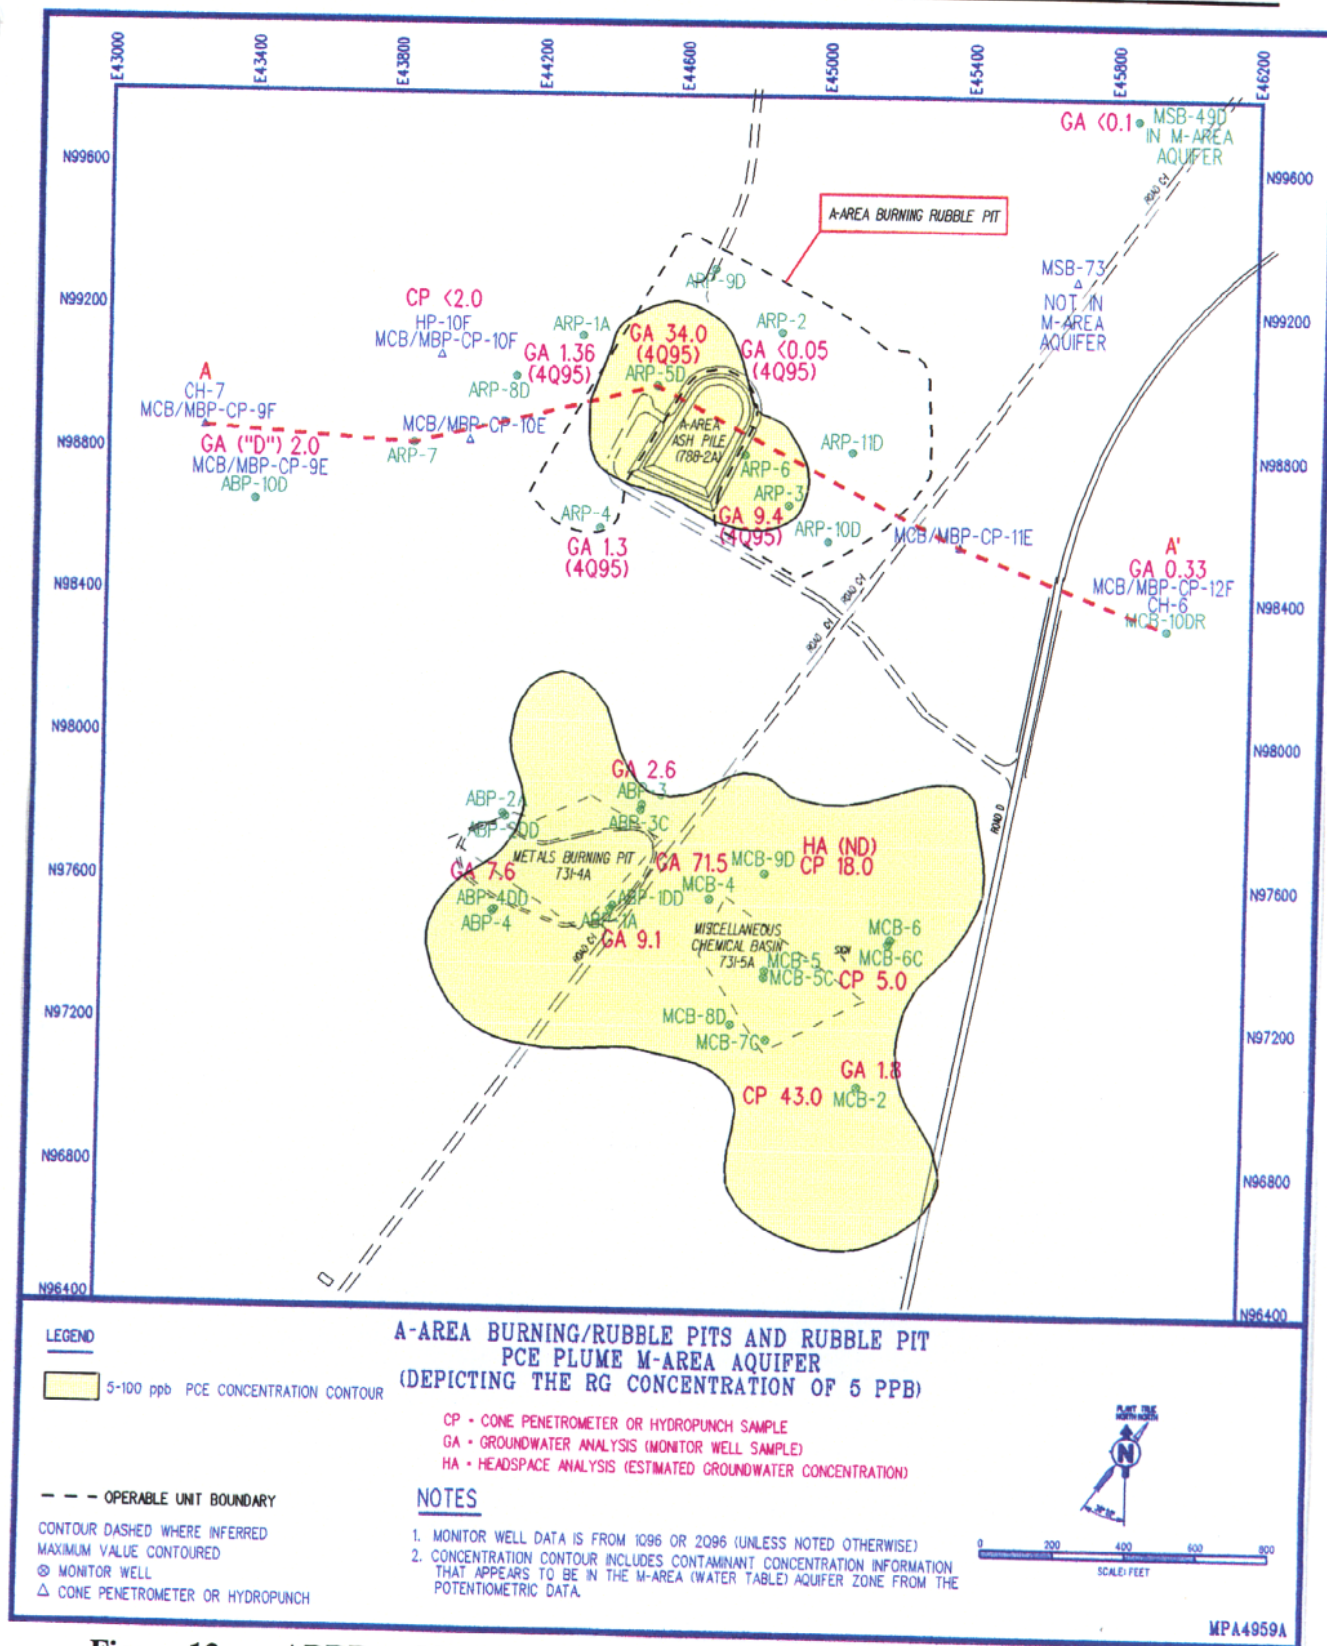 E43000
E43400
E43800
E44200
E44600
E45000
E45400
E45800
E46200
N99600
N99200
N98800
N98400
N98000
N97600
N97200
N96800
N96400
N99600
N99200
N98800
N98400
N98000
N97600
N97200
N96800
N96400
GA <0.1
MSB-49D
IN M-AREA
AQUIFER
ROAD C-1
A-AREA BURNING RUBBLE PIT
MSB-73
NOT IN
M-AREA
AQUIFER
ARP-9D
CP <2.0
HP-10F
MCB/MBP-CP-10F
ARP-1A
GA 1.36
(4Q95)
ARP-8D
GA 34.0
(4Q95)
ARP-5D
ARP-2
GA <0.05
(4Q95)
A
CH-7
MCB/MBP-CP-9F
GA ("D") 2.0
MCB/MBP-CP-9E
ABP-10D
MCB/MBP-CP-10E
ARP-7
A-AREA
ASH PILE
(788-2A)
ARP-11D
ARP-6
ARP-3
GA 9.4
(4Q95)
ARP-10D
ARP-4
GA 1.3
(4Q95)
MCB/MBP-CP-11E
A'
GA 0.33
MCB/MBP-CP-12F
CH-6
MCB-10DR
ROAD C-1
ROAD C-1
GA 2.6
ABP-3
ABP-3C
ABP-2A
METALS BURNING PIT
731-4A
GA 7.6
ABP-4DD
ABP-4
ABP-1DD
ABP-1A
GA 9.1
ROAD C-1
GA 71.5
MCB-4
MCB-9D
HA (ND)
CP 18.0
ROAD D
MISCELLANEOUS
CHEMICAL BASIN
731-5A
SIGN
MCB-6
MCB-6C
MCB-5
MCB-5C
CP 5.0
MCB-8D
MCB-7C
GA 1.8
CP 43.0
MCB-2
LEGEND
5-100 ppb PCE CONCENTRATION CONTOUR
A-AREA BURNING/RUBBLE PITS AND RUBBLE PIT
PCE PLUME M-AREA AQUIFER
(DEPICTING THE RG CONCENTRATION OF 5 PPB)
CP - CONE PENETROMETER OR HYDROPUNCH SAMPLE
GA - GROUNDWATER ANALYSIS (MONITOR WELL SAMPLE)
HA - HEADSPACE ANALYSIS (ESTIMATED GROUNDWATER CONCENTRATION)
PLANT TRUE
NORTH NORTH
N
- - - OPERABLE UNIT BOUNDARY
CONTOUR DASHED WHERE INFERRED
MAXIMUM VALUE CONTOURED
MONITOR WELL
CONE PENETROMETER OR HYDROPUNCH
NOTES
1. MONITOR WELL DATA IS FROM 1Q96 OR 2Q96 (UNLESS NOTED OTHERWISE)
2. CONCENTRATION CONTOUR INCLUDES CONTAMINANT CONCENTRATION INFORMATION
THAT APPEARS TO BE IN THE M-AREA (WATER TABLE) AQUIFER ZONE FROM THE
POTENTIOMETRIC DATA.
0 200 400 600 800
SCALE: FEET
MPA4959A